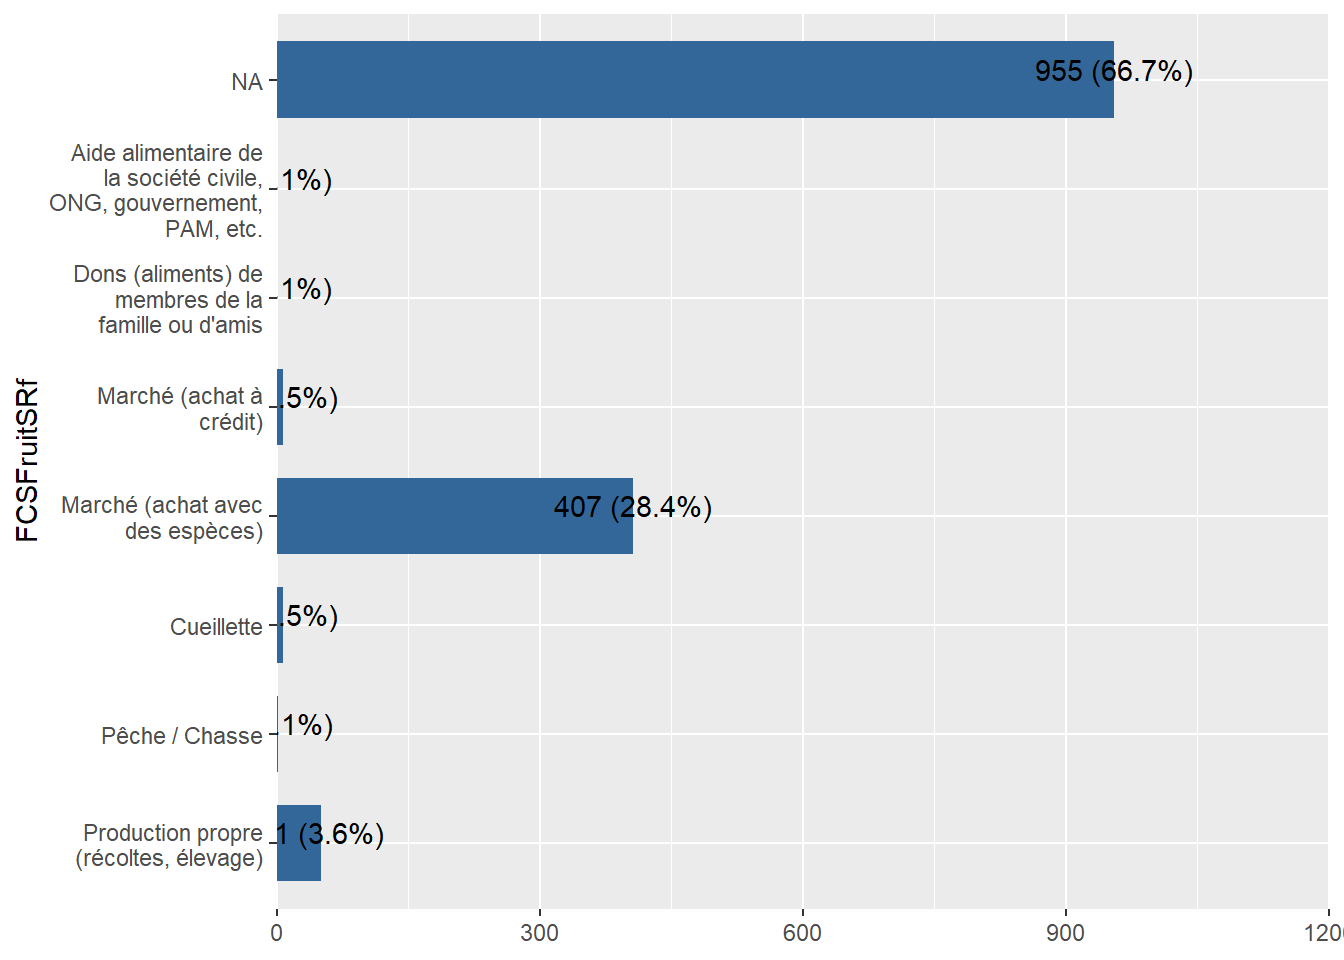 NA
955 (66.7%)
Aide alimentaire de
la société civile,
ONG, gouvernement,
PAM, etc.
1%)
Dons (aliments) de
membres de la
famille ou d'amis
1%)
Marché (achat à
crédit)
.5%)
Marché (achat avec
des espèces)
407 (28.4%)
Cueillette
.5%)
Pêche / Chasse
1%)
Production propre
(récoltes, élevage)
1 (3.6%)
FCSFruitSRf
0
300
600
900
120